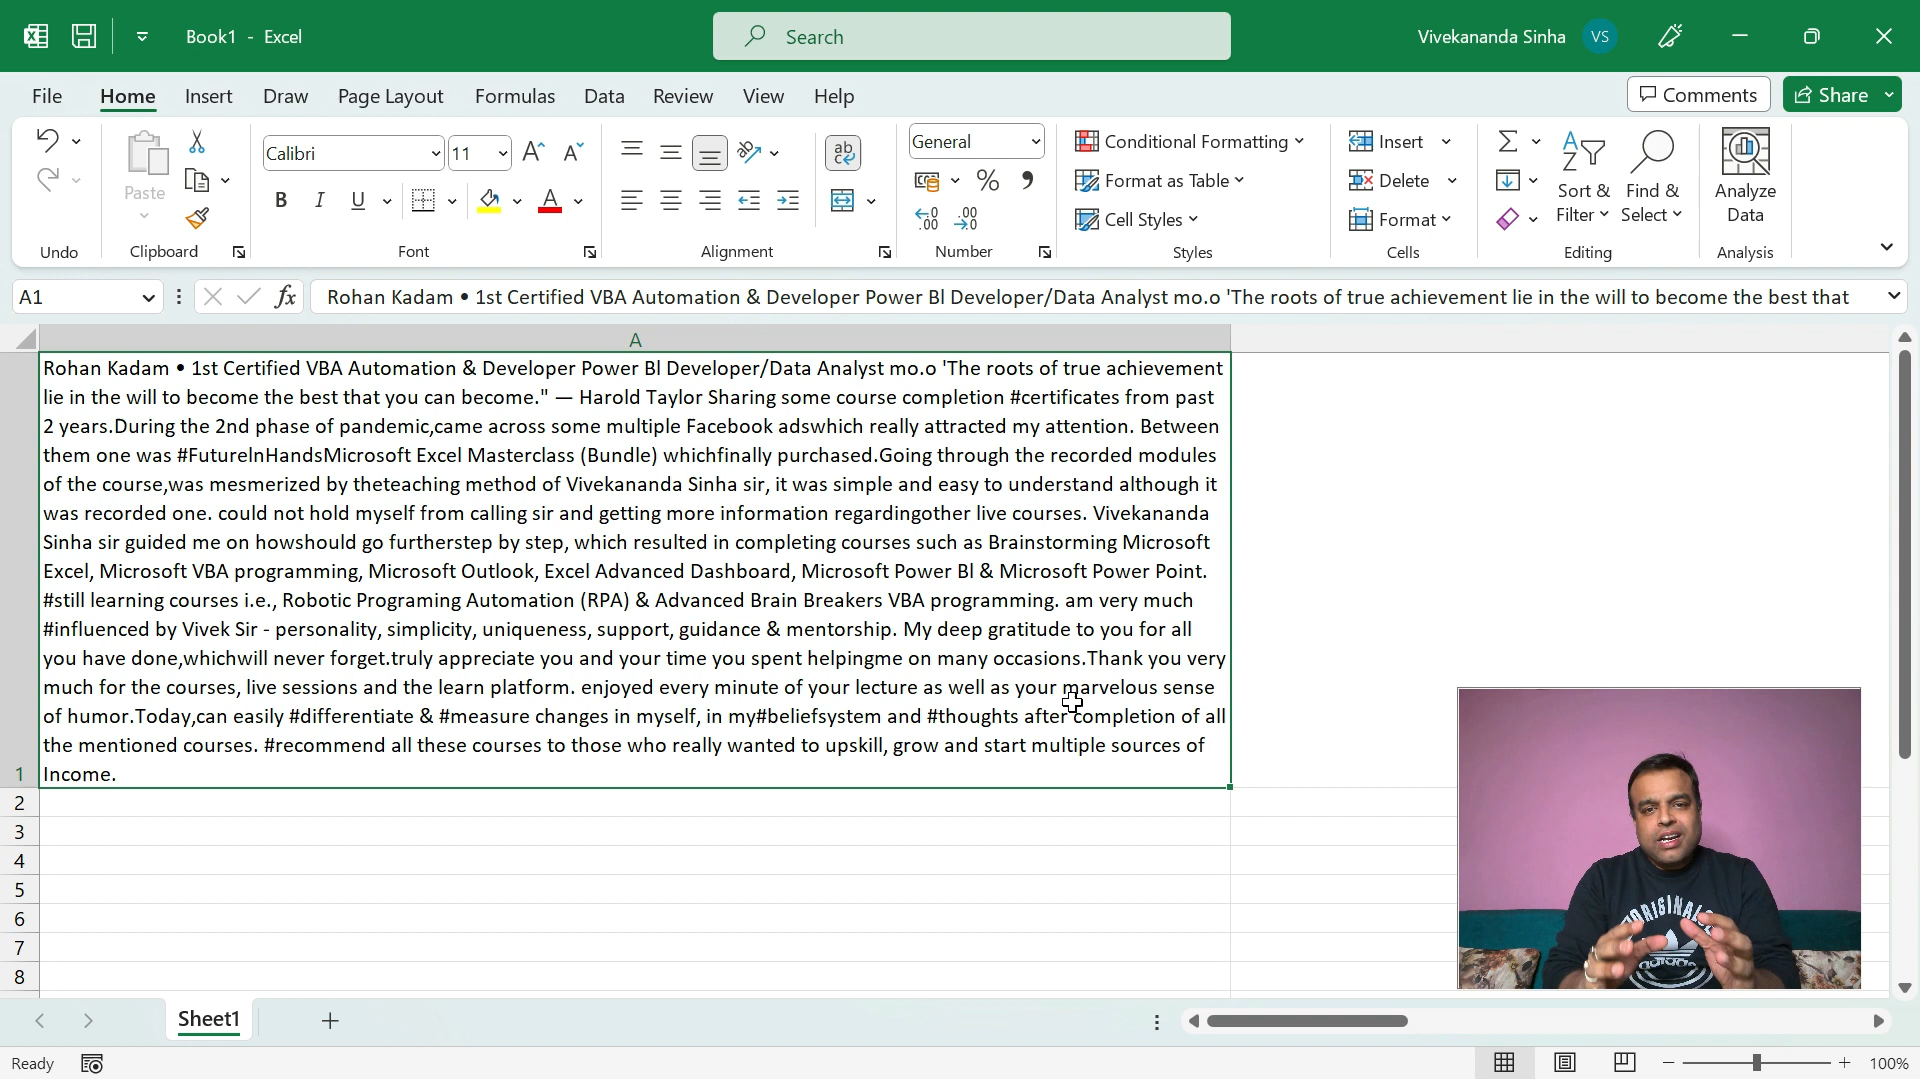 Book1 - Excel
Search
Vivekananda Sinha VS
File Home Insert Draw Page Layout Formulas Data Review View Help
Comments Share
Calibri 11
General
Conditional Formatting
Insert
Paste
B I U
ab
Format as Table
Delete
Sort & Filter
Find & Select
Analyze Data
Cell Styles
Format
Undo Clipboard Font Alignment Number Styles Cells Editing Analysis
A1 fx Rohan Kadam • 1st Certified VBA Automation & Developer Power Bl Developer/Data Analyst mo.o 'The roots of true achievement lie in the will to become the best that
A
Rohan Kadam • 1st Certified VBA Automation & Developer Power Bl Developer/Data Analyst mo.o 'The roots of true achievement
lie in the will to become the best that you can become." — Harold Taylor Sharing some course completion #certificates from past
2 years.During the 2nd phase of pandemic,came across some multiple Facebook adswhich really attracted my attention. Between
them one was #FutureInHandsMicrosoft Excel Masterclass (Bundle) whichfinally purchased.Going through the recorded modules
of the course,was mesmerized by theteaching method of Vivekananda Sinha sir, it was simple and easy to understand although it
was recorded one. could not hold myself from calling sir and getting more information regardingother live courses. Vivekananda
Sinha sir guided me on howshould go furtherstep by step, which resulted in completing courses such as Brainstorming Microsoft
Excel, Microsoft VBA programming, Microsoft Outlook, Excel Advanced Dashboard, Microsoft Power Bl & Microsoft Power Point.
#still learning courses i.e., Robotic Programing Automation (RPA) & Advanced Brain Breakers VBA programming. am very much
#influenced by Vivek Sir - personality, simplicity, uniqueness, support, guidance & mentorship. My deep gratitude to you for all
you have done,whichwill never forget.truly appreciate you and your time you spent helpingme on many occasions.Thank you very
much for the courses, live sessions and the learn platform. enjoyed every minute of your lecture as well as your marvelous sense
of humor.Today,can easily #differentiate & #measure changes in myself, in my#beliefsystem and #thoughts after completion of all
the mentioned courses. #recommend all these courses to those who really wanted to upskill, grow and start multiple sources of
1 Income.
2
3
4
5
6
7
8
ORIGINALS
adidas
Sheet1
Ready
100%